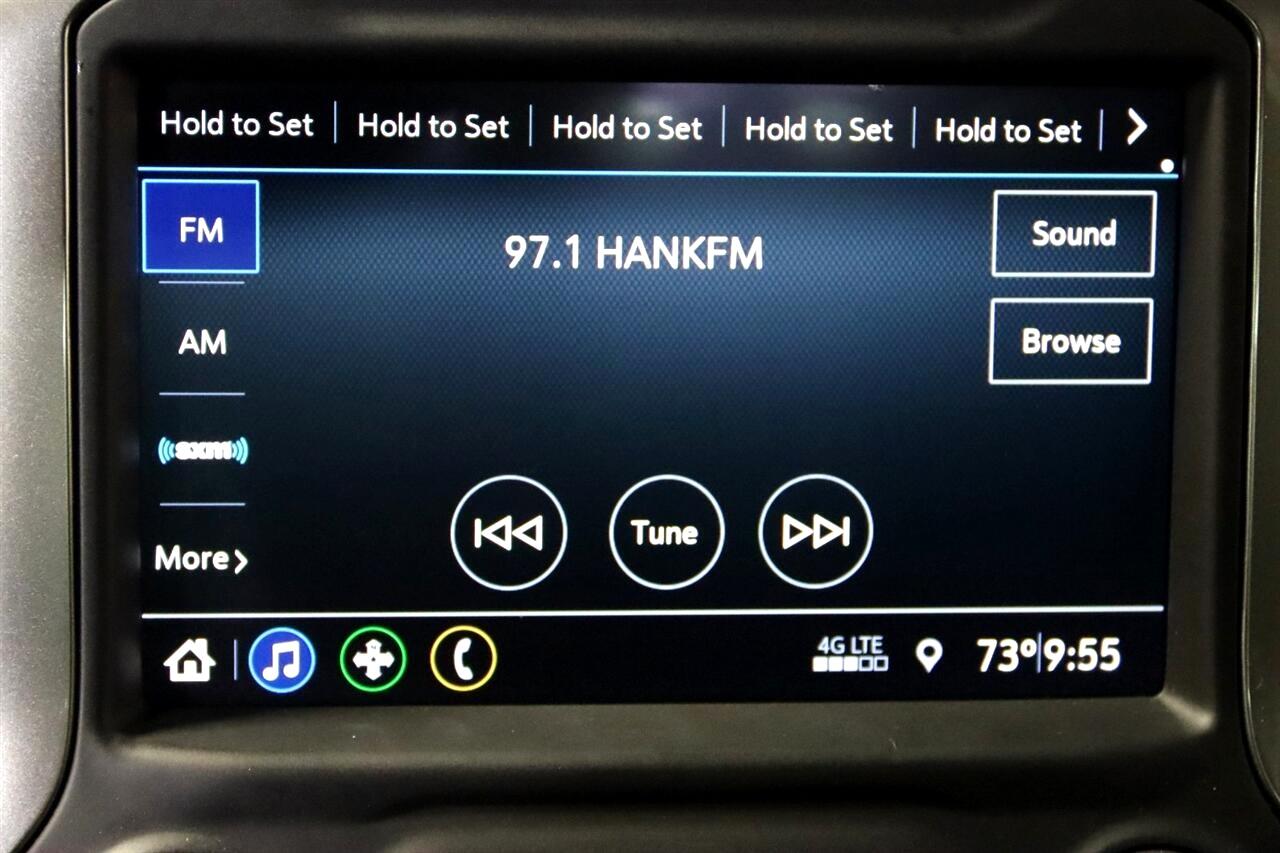 Hold to Set Hold to Set Hold to Set Hold to Set Hold to Set
FM
97.1 HANKFM
Sound
AM
Browse
sxm
More
Tune
4G LTE
73° 9:55